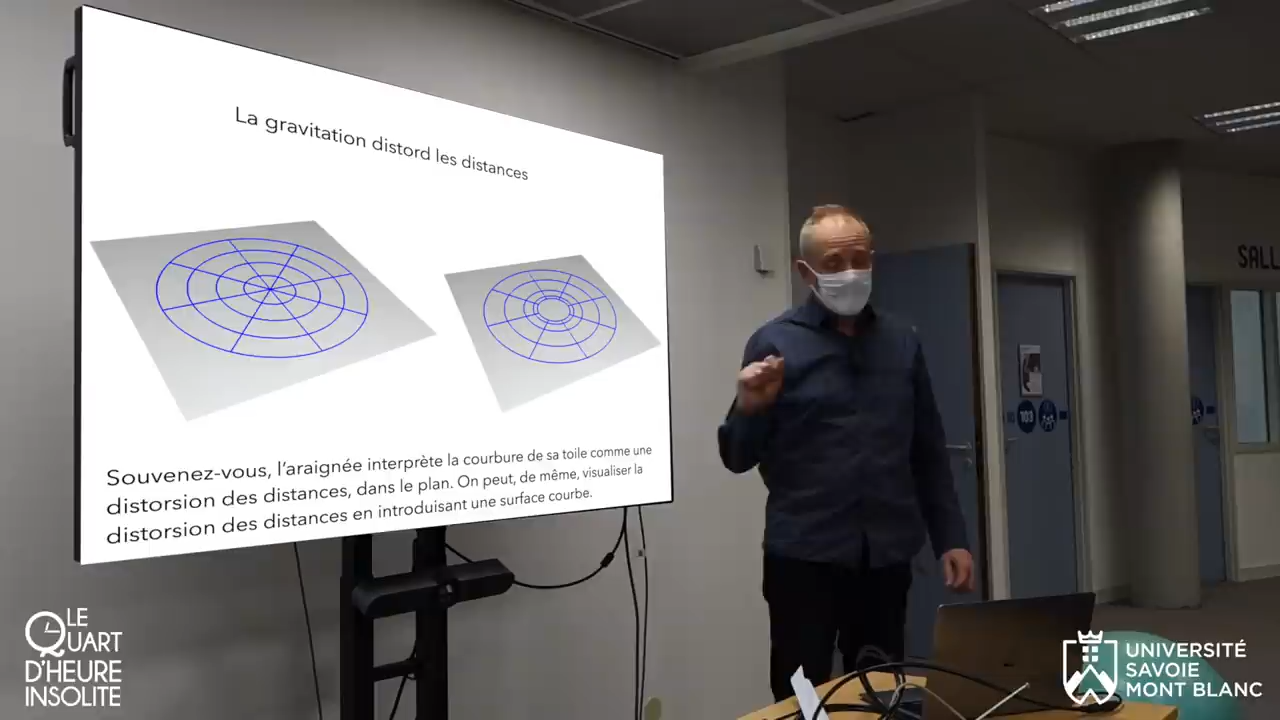 La gravitation distord les distances
Souvenez-vous, l'araignée interprète la courbure de sa toile comme une
distorsion des distances, dans le plan. On peut, de même, visualiser la
distorsion des distances en introduisant une surface courbe.
SALL
103
LE
QUART
D'HEURE
INSOLITE
UNIVERSITÉ
SAVOIE
MONT BLANC